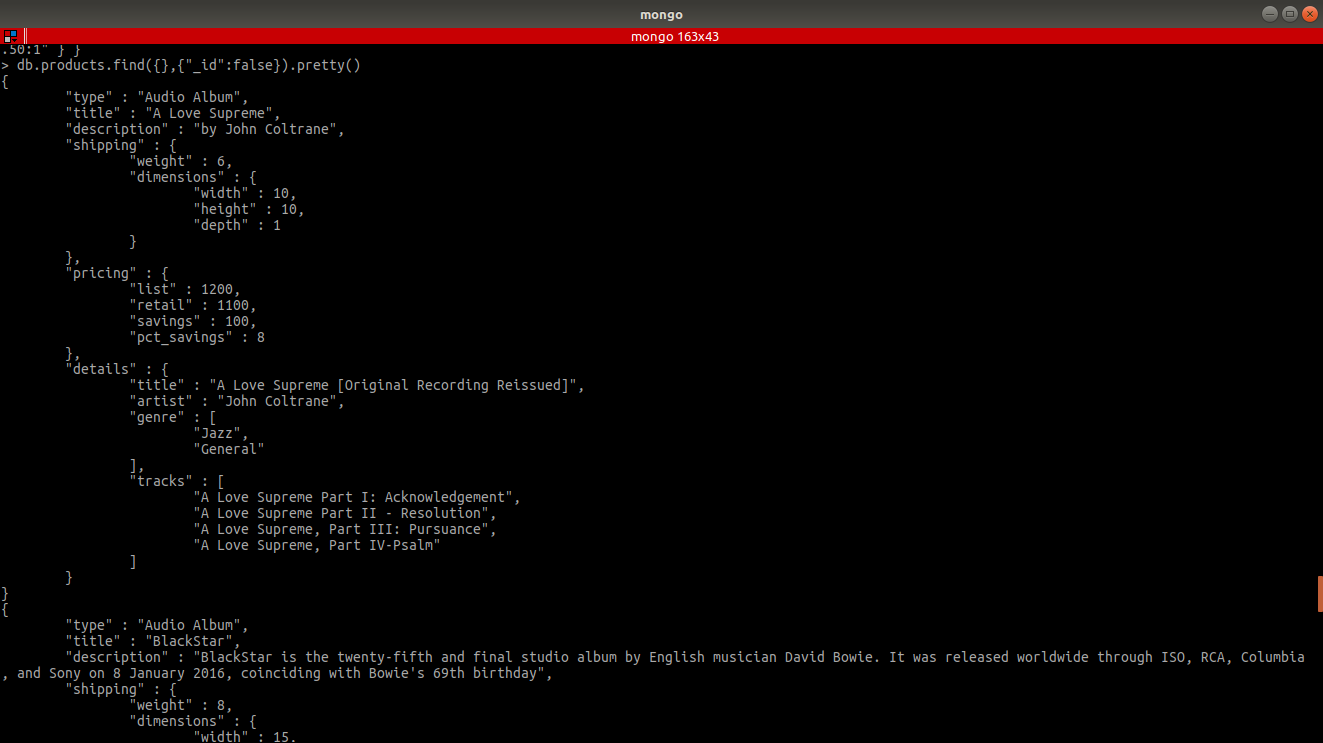 mongo
mongo 163x43
.50:1" } }
> db.products.find({},{"_id":false}).pretty()
{
"type" : "Audio Album",
"title" : "A Love Supreme",
"description" : "by John Coltrane",
"shipping" : {
"weight" : 6,
"dimensions" : {
"width" : 10,
"height" : 10,
"depth" : 1
}
},
"pricing" : {
"list" : 1200,
"retail" : 1100,
"savings" : 100,
"pct_savings" : 8
},
"details" : {
"title" : "A Love Supreme [Original Recording Reissued]",
"artist" : "John Coltrane",
"genre" : [
"Jazz",
"General"
],
"tracks" : [
"A Love Supreme Part I: Acknowledgement",
"A Love Supreme Part II - Resolution",
"A Love Supreme, Part III: Pursuance",
"A Love Supreme, Part IV-Psalm"
]
}
}
{
"type" : "Audio Album",
"title" : "BlackStar",
"description" : "BlackStar is the twenty-fifth and final studio album by English musician David Bowie. It was released worldwide through ISO, RCA, Columbia
, and Sony on 8 January 2016, coinciding with Bowie's 69th birthday",
"shipping" : {
"weight" : 8,
"dimensions" : {
"width" : 15,